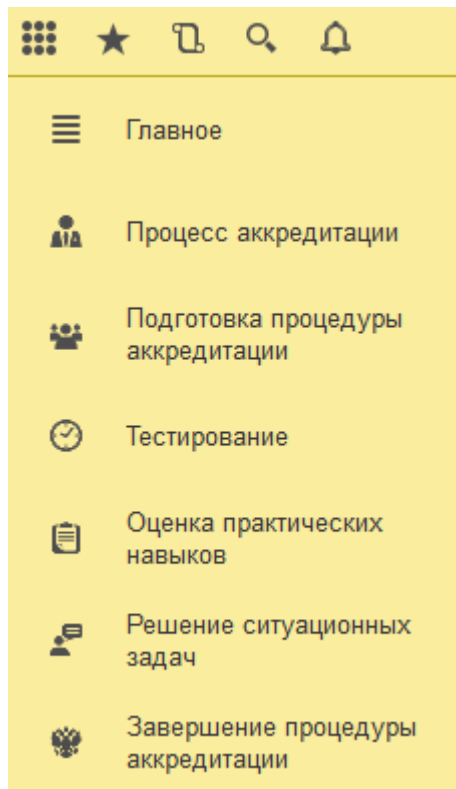 Главное
Процесс аккредитации
Подготовка процедуры
аккредитации
Тестирование
Оценка практических
навыков
Решение ситуационных
задач
Завершение процедуры
аккредитации